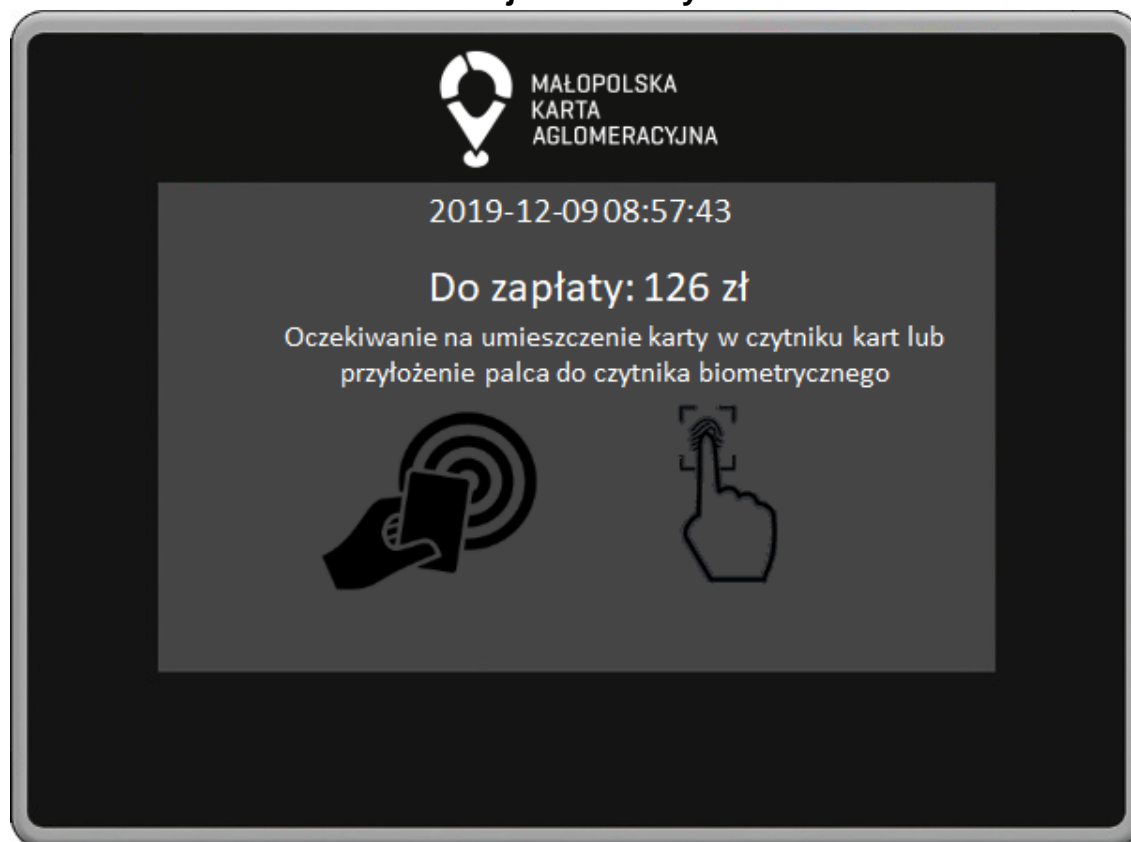 MAŁOPOLSKA
KARTA
AGLOMERACYJNA
2019-12-09 08:57:43
Do zapłaty: 126 zł
Oczekiwanie na umieszczenie karty w czytniku kart lub
przyłożenie palca do czytnika biometrycznego